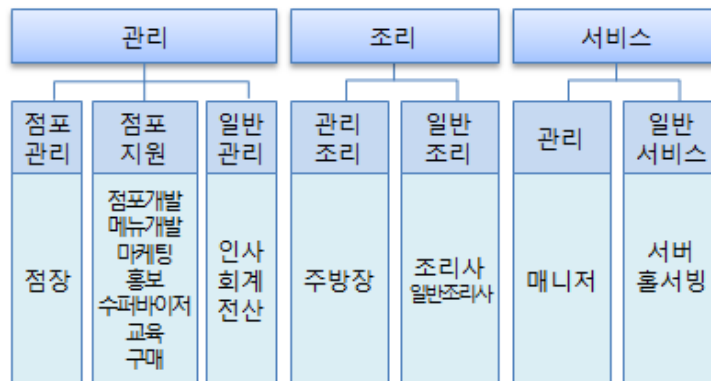 관리
점포
관리
점장
점포
지원
점포개발
메뉴개발
마케팅
홍보
수퍼바이저
교육
구매
일반
관리
인사
회계
전산
조리
관리
조리
주방장
일반
조리
조리사
일반조리사
서비스
관리
매니저
일반
서비스
서버
홀서빙